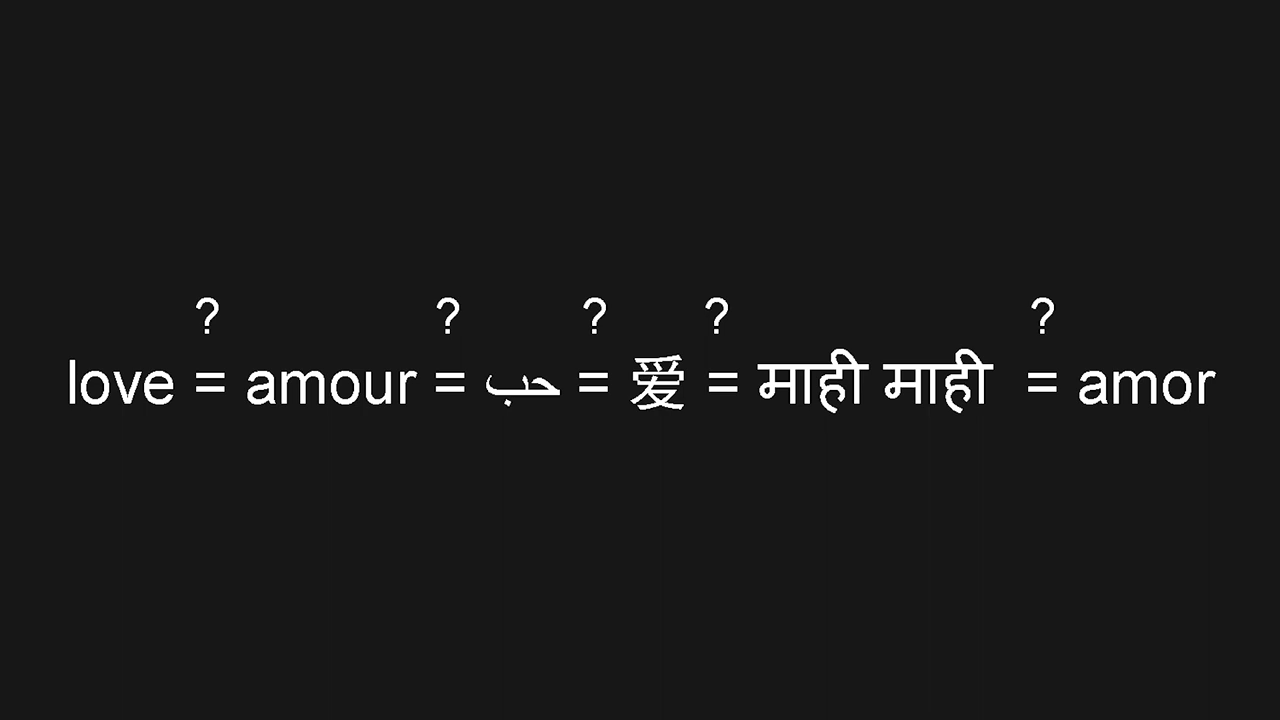 ? ? ? ? ?
love = amour = حب = 爱 = माही माही = amor